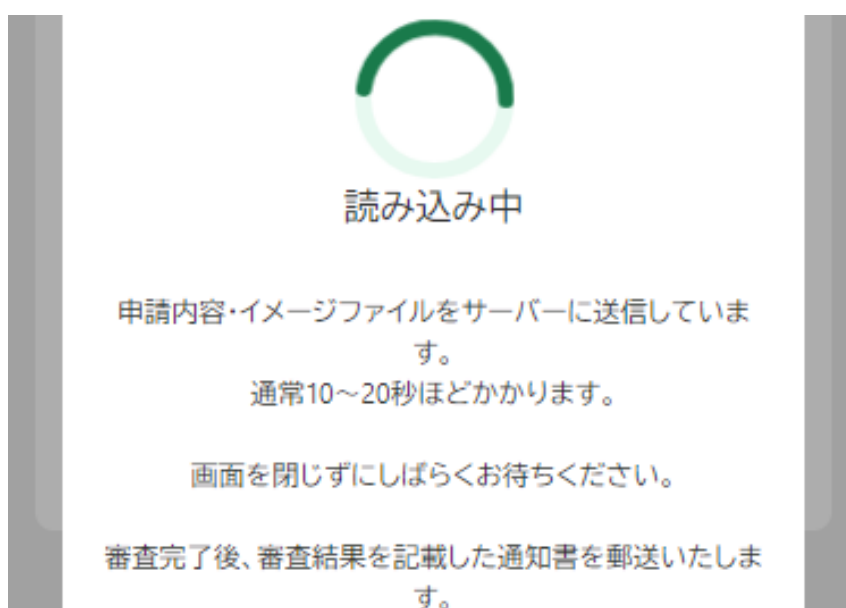 読み込み中
申請内容・イメージファイルをサーバーに送信していま
す。
通常10～20秒ほどかかります。
画面を閉じずにしばらくお待ちください。
審査完了後、審査結果を記載した通知書を郵送いたしま
す。